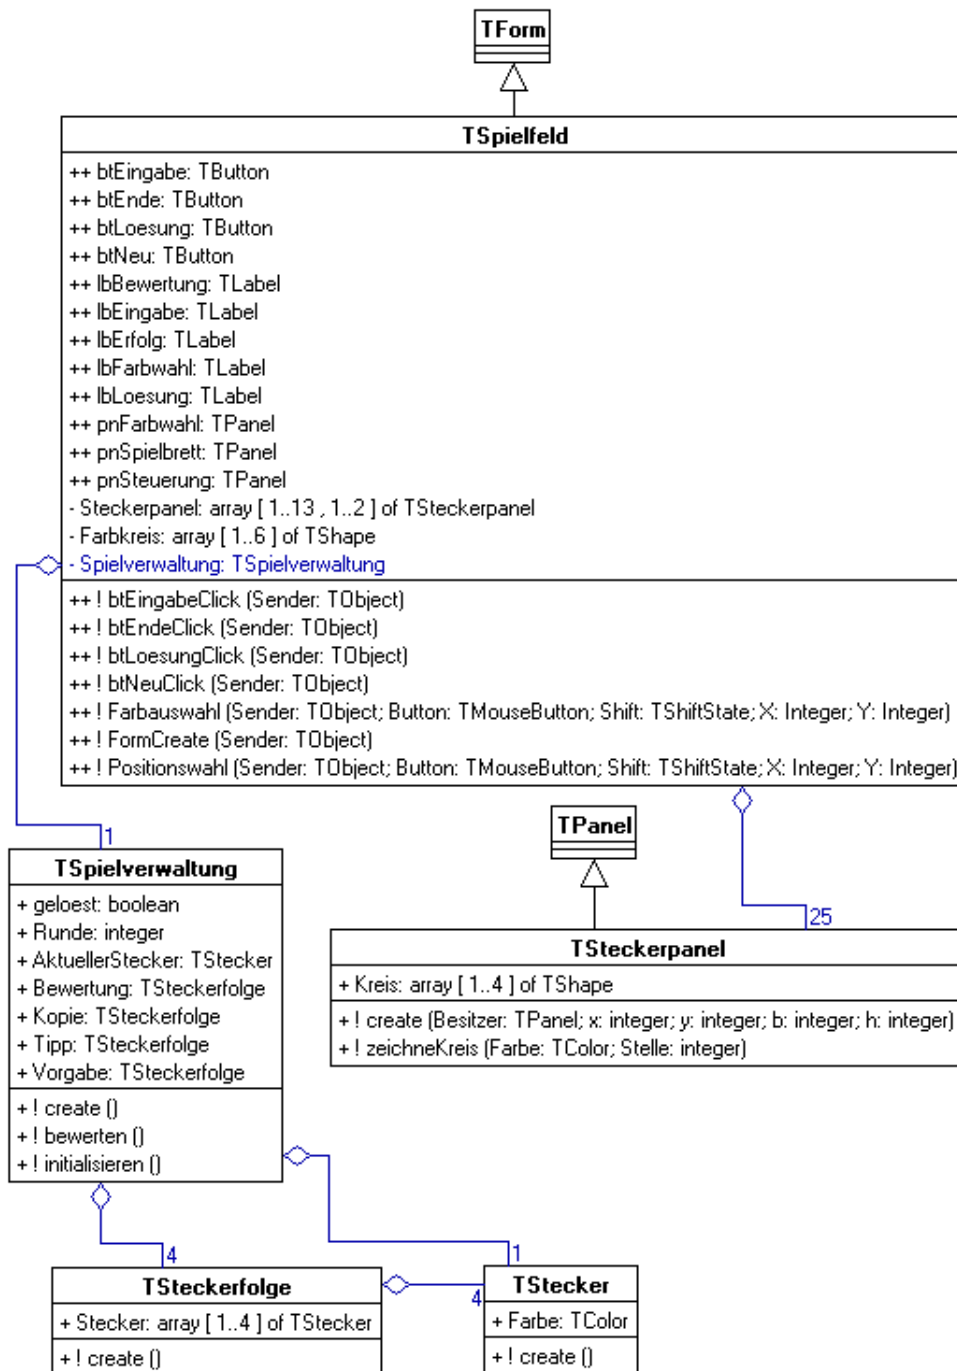 TForm
TSpielfeld
++ btEingabe: TButton
++ btEnde: TButton
++ btLoesung: TButton
++ btNeu: TButton
++ lbBewertung: TLabel
++ lbEingabe: TLabel
++ lbErfolg: TLabel
++ lbFarbwahl: TLabel
++ lbLoesung: TLabel
++ pnFarbwahl: TPanel
++ pnSpielbrett: TPanel
++ pnSteuerung: TPanel
- Steckerpanel: array [ 1..13 , 1..2 ] of TSteckerpanel
- Farbkreis: array [ 1..6 ] of TShape
- Spielverwaltung: TSpielverwaltung
++ ! btEingabeClick (Sender: TObject)
++ ! btEndeClick (Sender: TObject)
++ ! btLoesungClick (Sender: TObject)
++ ! btNeuClick (Sender: TObject)
++ ! Farbauswahl (Sender: TObject; Button: TMouseButton; Shift: TShiftState; X: Integer; Y: Integer)
++ ! FormCreate (Sender: TObject)
++ ! Positionswahl (Sender: TObject; Button: TMouseButton; Shift: TShiftState; X: Integer; Y: Integer)
1
TSpielverwaltung
+ geloest: boolean
+ Runde: integer
+ AktuellerStecker: TStecker
+ Bewertung: TSteckerfolge
+ Kopie: TSteckerfolge
+ Tipp: TSteckerfolge
+ Vorgabe: TSteckerfolge
+ ! create ()
+ ! bewerten ()
+ ! initialisieren ()
TPanel
25
TSteckerpanel
+ Kreis: array [ 1..4 ] of TShape
+ ! create (Besitzer: TPanel; x: integer; y: integer; b: integer; h: integer)
+ ! zeichneKreis (Farbe: TColor; Stelle: integer)
4
TSteckerfolge
+ Stecker: array [ 1..4 ] of TStecker
+ ! create ()
4
1
TStecker
+ Farbe: TColor
+ ! create ()